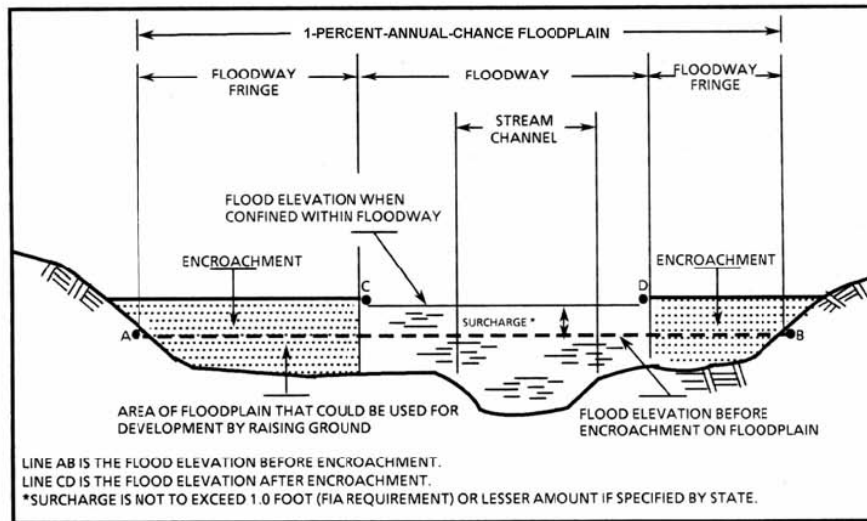 1-PERCENT-ANNUAL-CHANCE FLOODPLAIN
FLOODWAY
FRINGE
FLOODWAY
FLOODWAY
FRINGE
STREAM
CHANNEL
FLOOD ELEVATION WHEN
CONFINED WITHIN FLOODWAY
ENCROACHMENT
C
D
ENCROACHMENT
SURCHARGE *
A
B
AREA OF FLOODPLAIN THAT COULD BE USED FOR
DEVELOPMENT BY RAISING GROUND
FLOOD ELEVATION BEFORE
ENCROACHMENT ON FLOODPLAIN
LINE AB IS THE FLOOD ELEVATION BEFORE ENCROACHMENT.
LINE CD IS THE FLOOD ELEVATION AFTER ENCROACHMENT.
*SURCHARGE IS NOT TO EXCEED 1.0 FOOT (FIA REQUIREMENT) OR LESSER AMOUNT IF SPECIFIED BY STATE.